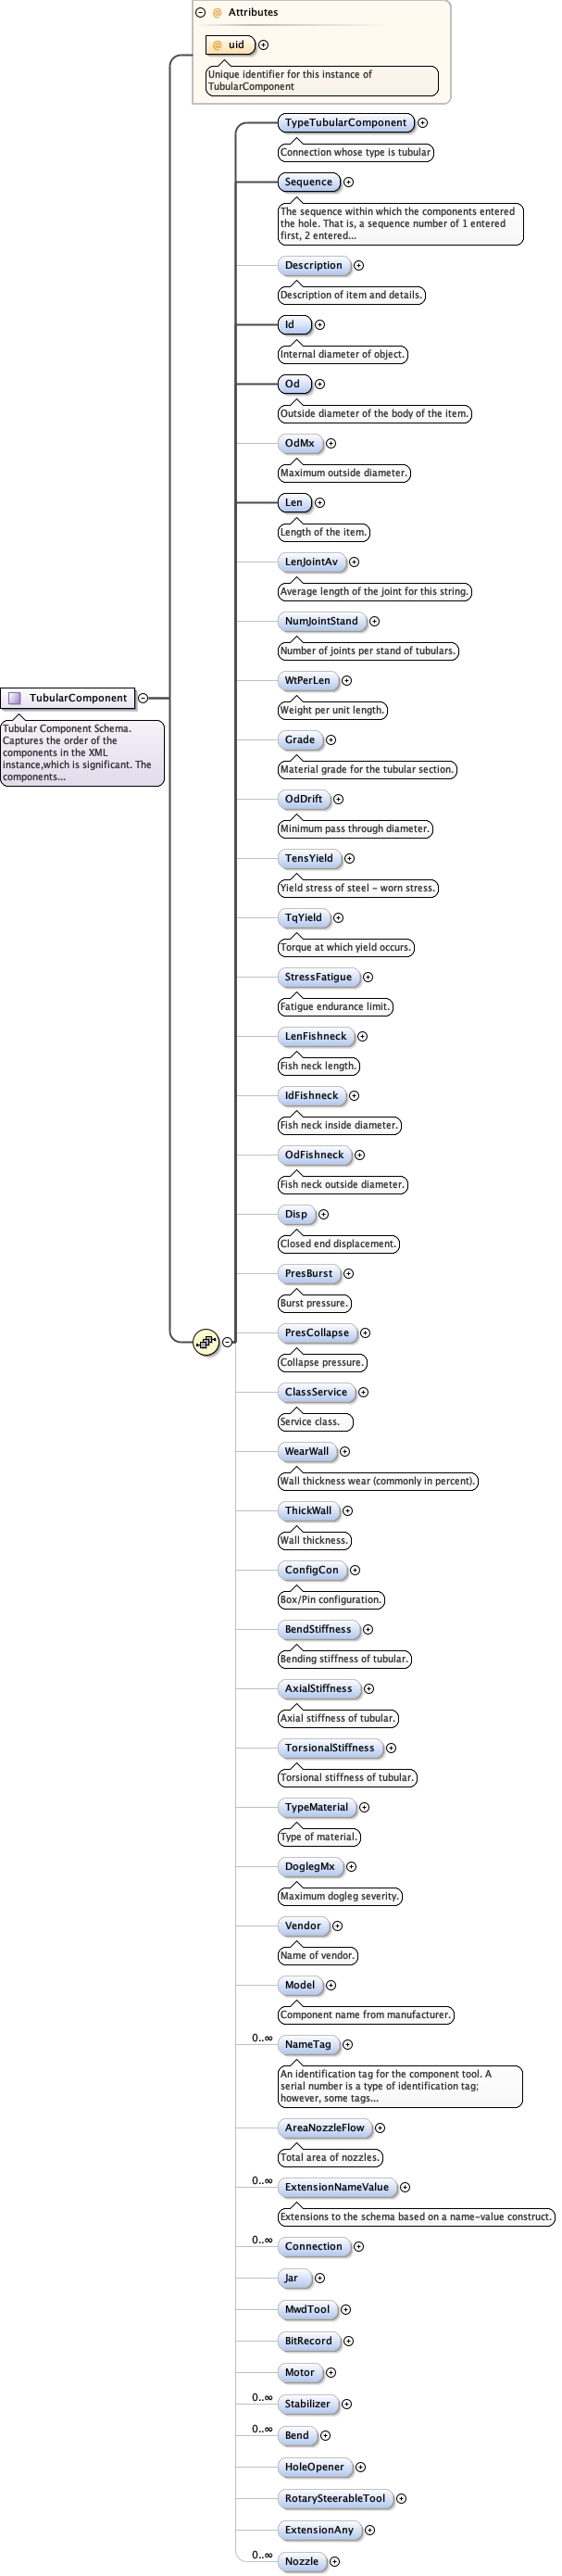 @ Attributes
@ uid
Unique identifier for this instance of
TubularComponent
TypeTubularComponent
Connection whose type is tubular
Sequence
The sequence within which the components entered
the hole. That is, a sequence number of 1 entered
first, 2 entered...
Description
Description of item and details.
Id
Internal diameter of object.
Od
Outside diameter of the body of the item.
OdMx
Maximum outside diameter.
Len
Length of the item.
LenJointAv
Average length of the joint for this string.
NumJointStand
Number of joints per stand of tubulars.
WtPerLen
Weight per unit length.
TubularComponent
Tubular Component Schema.
Captures the order of the
components in the XML
instance,which is significant. The
components...
Grade
Material grade for the tubular section.
OdDrift
Minimum pass through diameter.
TensYield
Yield stress of steel - worn stress.
TqYield
Torque at which yield occurs.
StressFatigue
Fatigue endurance limit.
LenFishneck
Fish neck length.
IdFishneck
Fish neck inside diameter.
OdFishneck
Fish neck outside diameter.
Disp
Closed end displacement.
PresBurst
Burst pressure.
PresCollapse
Collapse pressure.
ClassService
Service class.
WearWall
Wall thickness wear (commonly in percent).
ThickWall
Wall thickness.
ConfigCon
Box/Pin configuration.
BendStiffness
Bending stiffness of tubular.
AxialStiffness
Axial stiffness of tubular.
TorsionalStiffness
Torsional stiffness of tubular.
TypeMaterial
Type of material.
DoglegMx
Maximum dogleg severity.
Vendor
Name of vendor.
Model
Component name from manufacturer.
0..∞ NameTag
An identification tag for the component tool. A
serial number is a type of identification tag;
however, some tags...
AreaNozzleFlow
Total area of nozzles.
0..∞ ExtensionNameValue
Extensions to the schema based on a name-value construct.
0..∞ Connection
Jar
MwdTool
BitRecord
Motor
0..∞ Stabilizer
0..∞ Bend
HoleOpener
RotarySteerableTool
ExtensionAny
0..∞ Nozzle